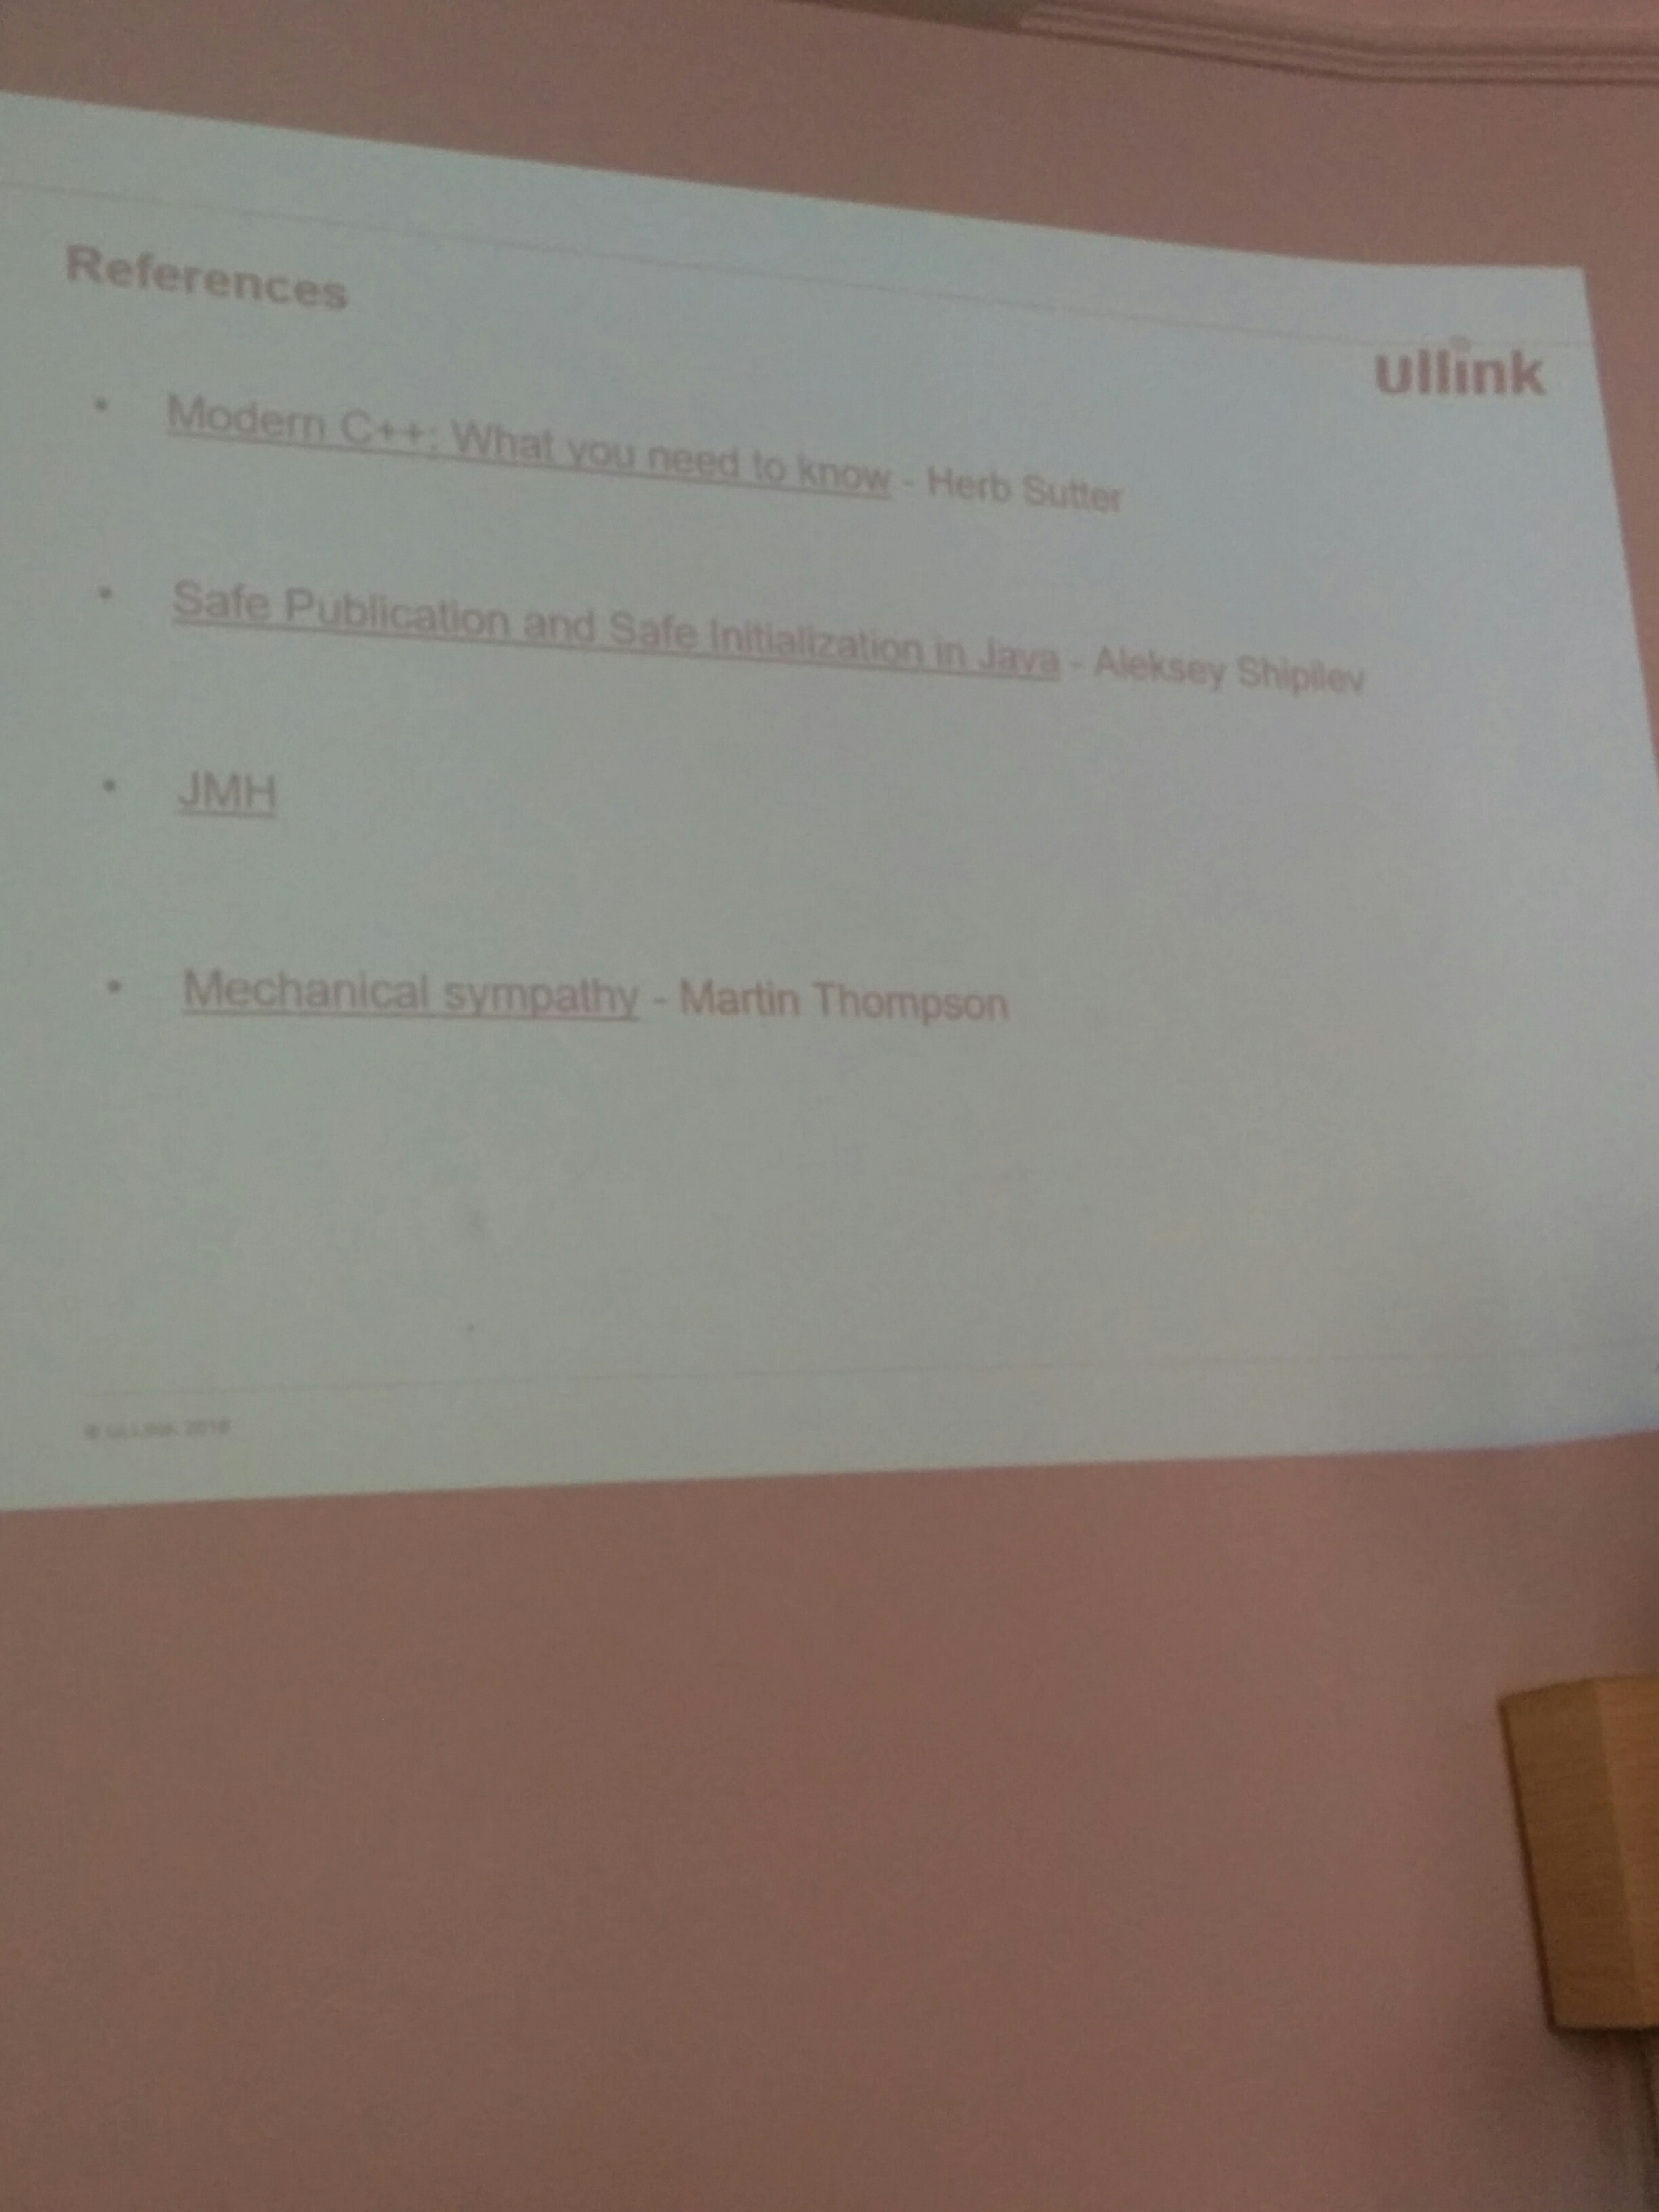 References
ullink
• Modern C++: What you need to know - Herb Sutter
• Safe Publication and Safe Initialization in Java - Aleksey Shipilev
• JMH
• Mechanical sympathy - Martin Thompson
© ULLINK